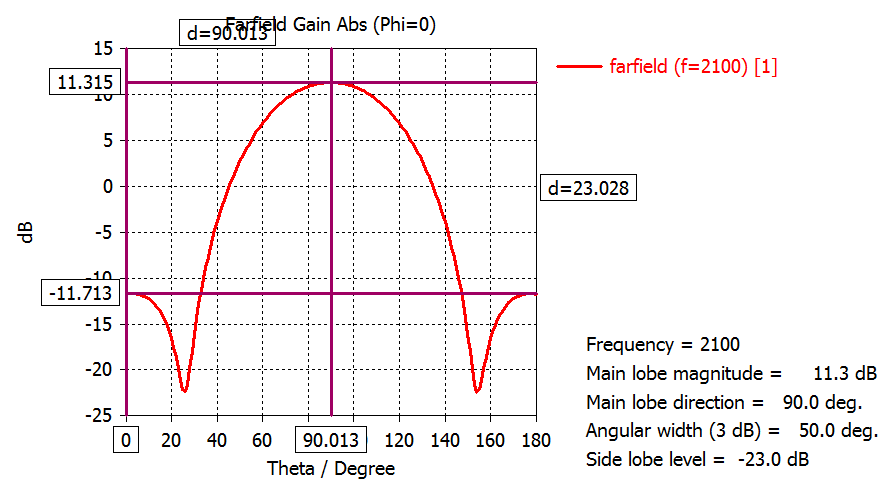 Farfield Gain Abs (Phi=0)
d=90.013
15
11.315
10
5
0
-5
-10
-11.713
-15
-20
-25
dB
d=23.028
farfield (f=2100) [1]
0 20 40 60 90.013 120 140 160 180
Theta / Degree
Frequency = 2100
Main lobe magnitude = 11.3 dB
Main lobe direction = 90.0 deg.
Angular width (3 dB) = 50.0 deg.
Side lobe level = -23.0 dB